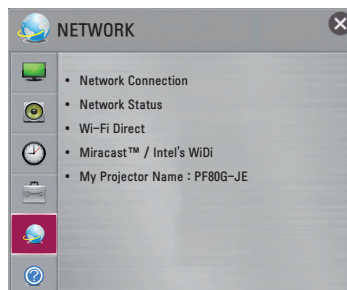 NETWORK
• Network Connection
• Network Status
• Wi-Fi Direct
• Miracast™ / Intel's WiDi
• My Projector Name : PF80G-JE